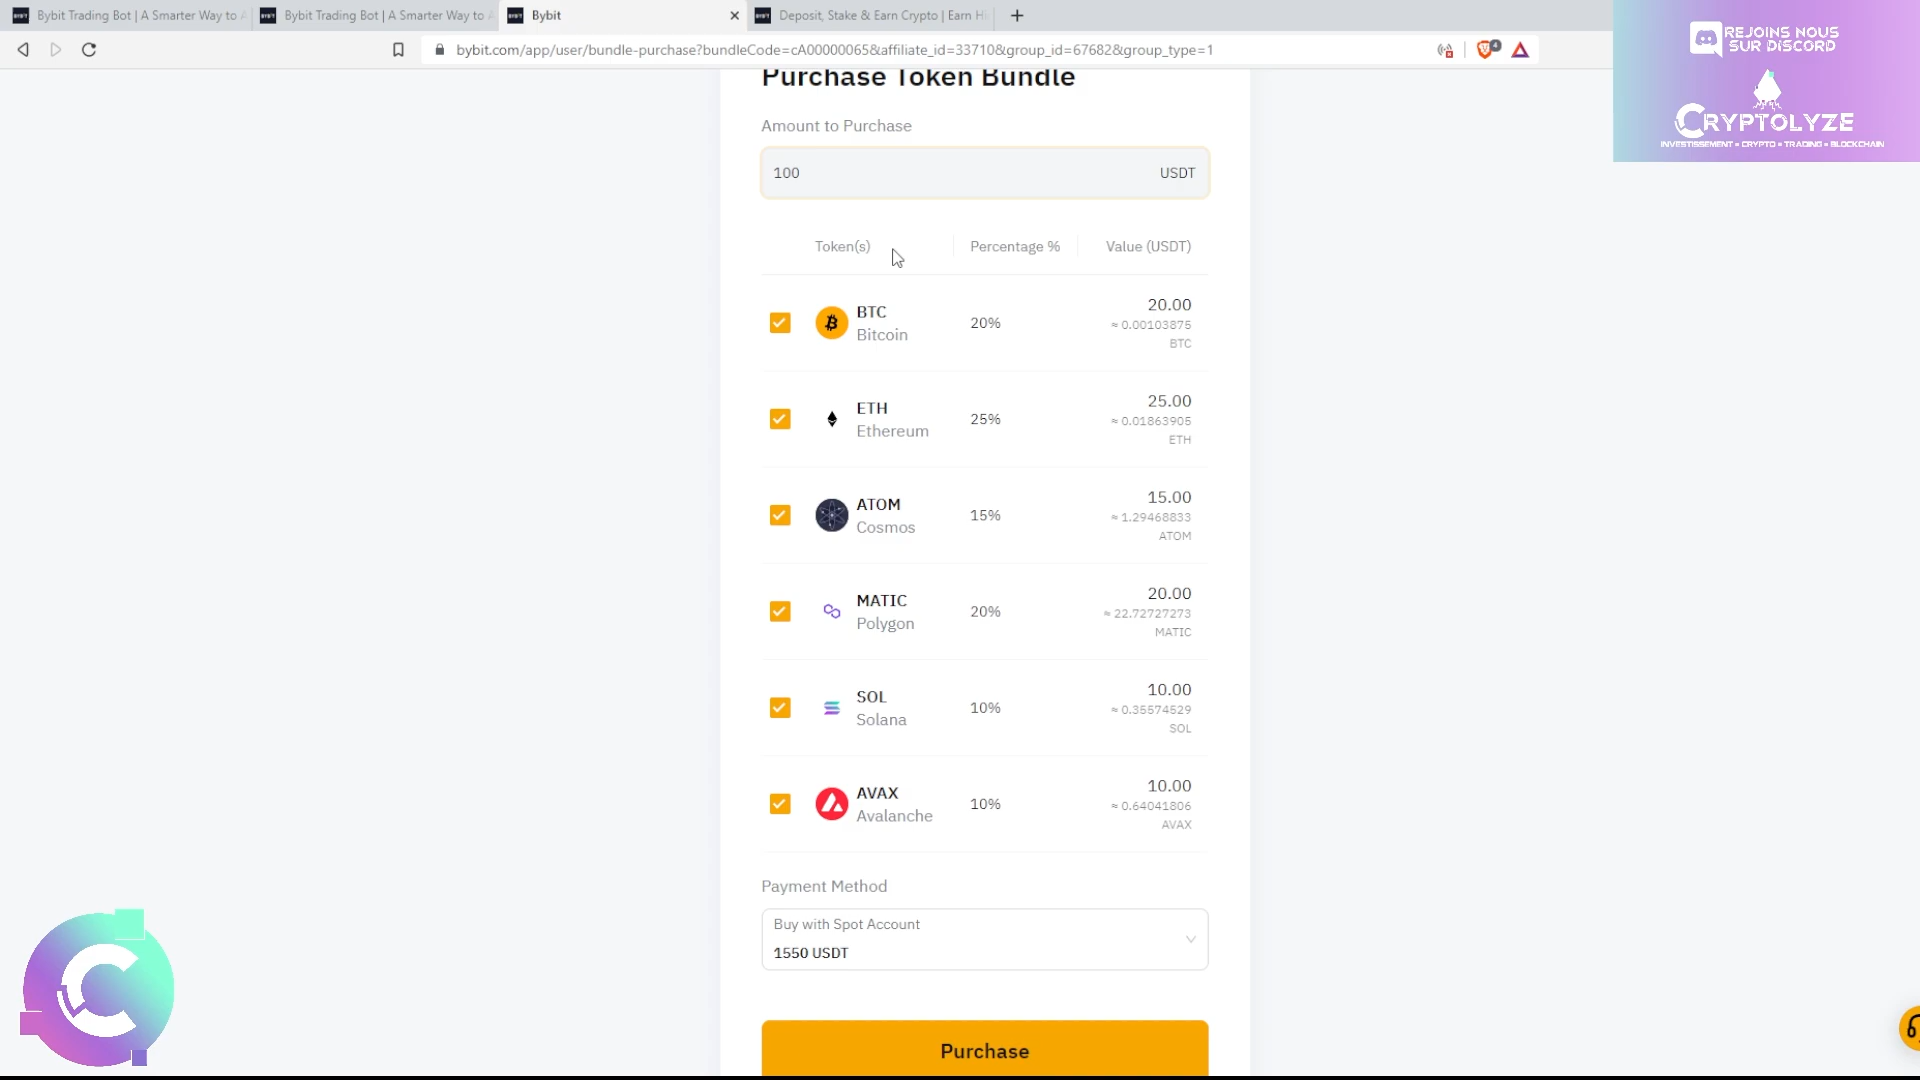 Bybit Trading Bot | A Smarter Way to A
Bybit Trading Bot | A Smarter Way to A
Bybit
Deposit, Stake & Earn Crypto | Earn Hi
bybit.com/app/user/bundle-purchase?bundleCode=cA00000065&affiliate_id=33710&group_id=67682&group_type=1
4
REJOINS NOUS
SUR DISCORD
CRYPTOLYZE
INVESTISSEMENT • CRYPTO • TRADING • BLOCKCHAIN
Purchase Token Bundle
Amount to Purchase
100 USDT
Token(s) Percentage % Value (USDT)
BTC
Bitcoin
20%
20.00
≈ 0.00103875
BTC
ETH
Ethereum
25%
25.00
≈ 0.01863905
ETH
ATOM
Cosmos
15%
15.00
≈ 1.29468833
ATOM
MATIC
Polygon
20%
20.00
≈ 22.72727273
MATIC
SOL
Solana
10%
10.00
≈ 0.35574529
SOL
AVAX
Avalanche
10%
10.00
≈ 0.64041806
AVAX
Payment Method
Buy with Spot Account
1550 USDT
Purchase